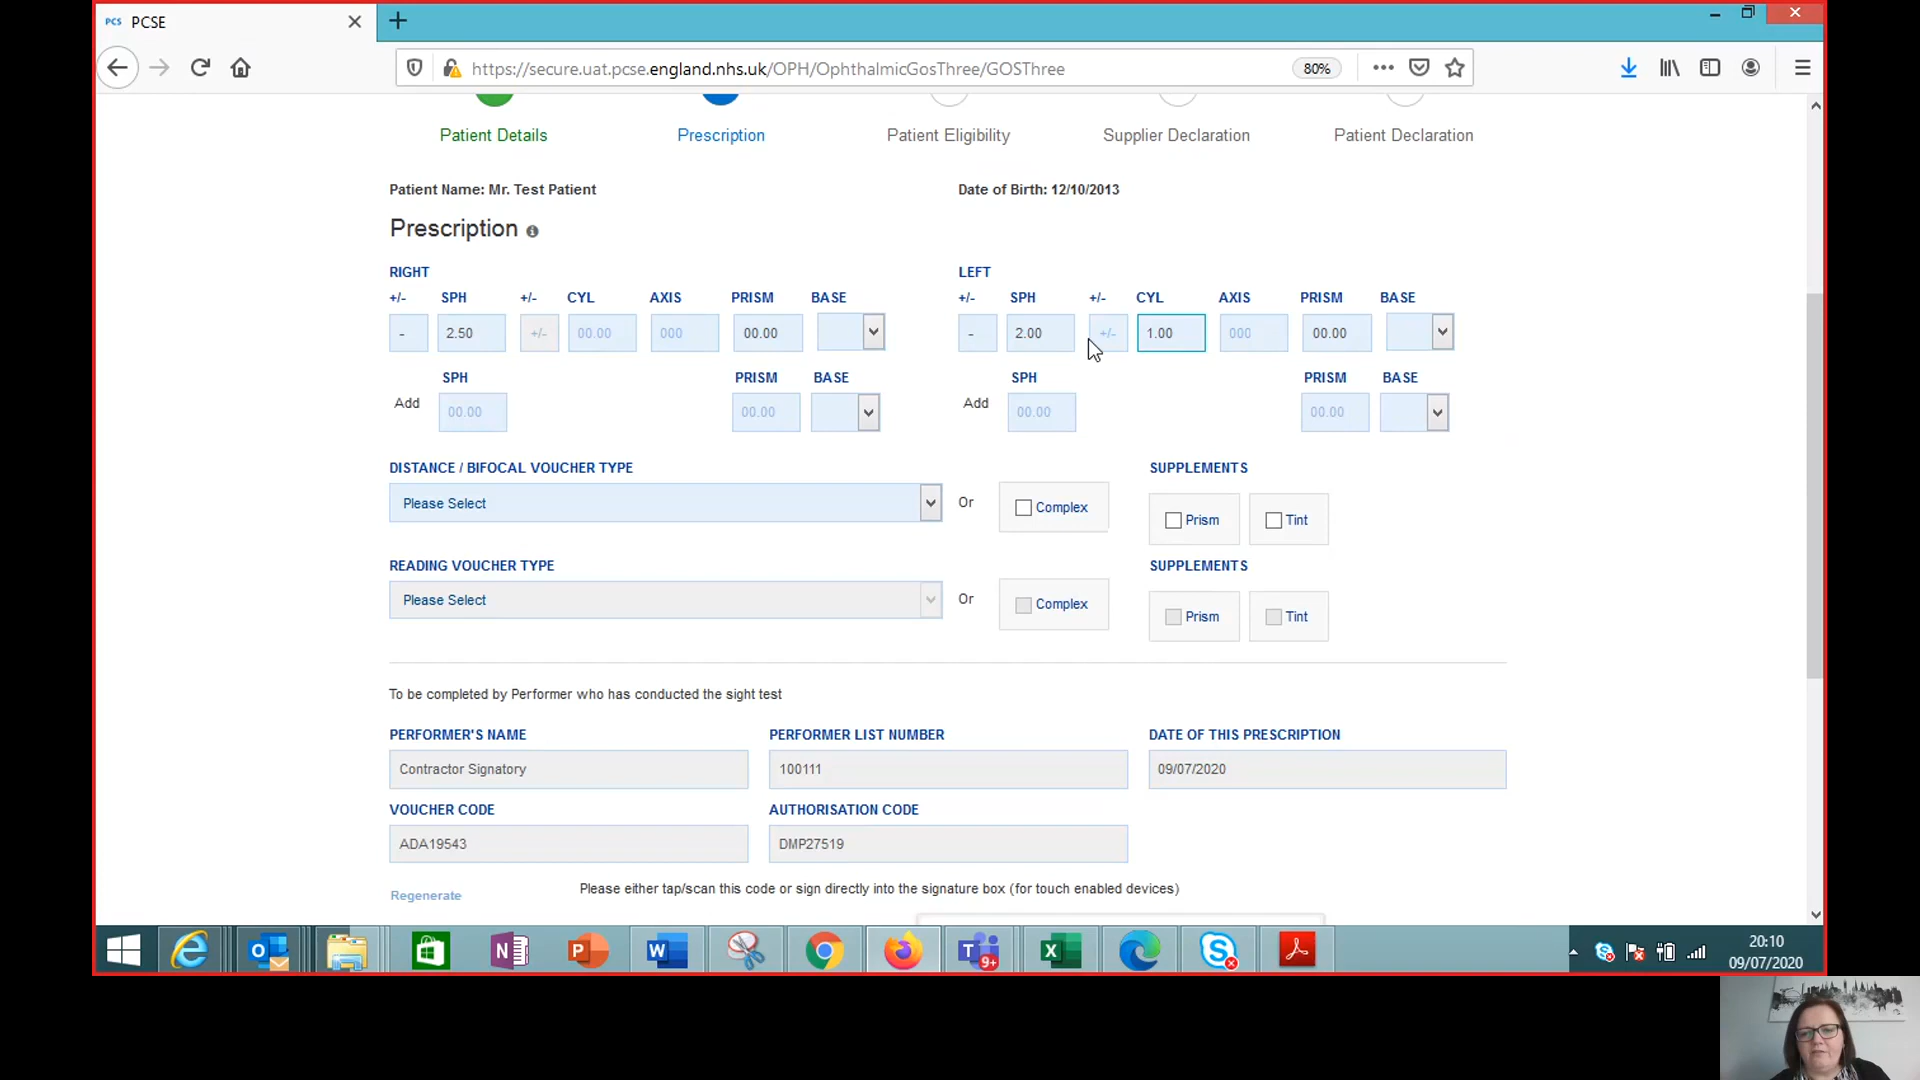 PCS PCSE
https://secure.uat.pcse.england.nhs.uk/OPH/OphthalmicGosThree/GOSThree 80%
Patient Details Prescription Patient Eligibility Supplier Declaration Patient Declaration
Patient Name: Mr. Test Patient Date of Birth: 12/10/2013
Prescription
RIGHT LEFT
+/- SPH +/- CYL AXIS PRISM BASE +/- SPH +/- CYL AXIS PRISM BASE
- 2.50 +/- 00.00 000 00.00 - 2.00 +/- 1.00 000 00.00
SPH PRISM BASE SPH PRISM BASE
Add 00.00 00.00 Add 00.00 00.00
DISTANCE / BIFOCAL VOUCHER TYPE SUPPLEMENTS
Please Select Or Complex Prism Tint
READING VOUCHER TYPE SUPPLEMENTS
Please Select Or Complex Prism Tint
To be completed by Performer who has conducted the sight test
PERFORMER'S NAME PERFORMER LIST NUMBER DATE OF THIS PRESCRIPTION
Contractor Signatory 100111 09/07/2020
VOUCHER CODE AUTHORISATION CODE
ADA19543 DMP27519
Regenerate Please either tap/scan this code or sign directly into the signature box (for touch enabled devices)
9+
20:10
09/07/2020